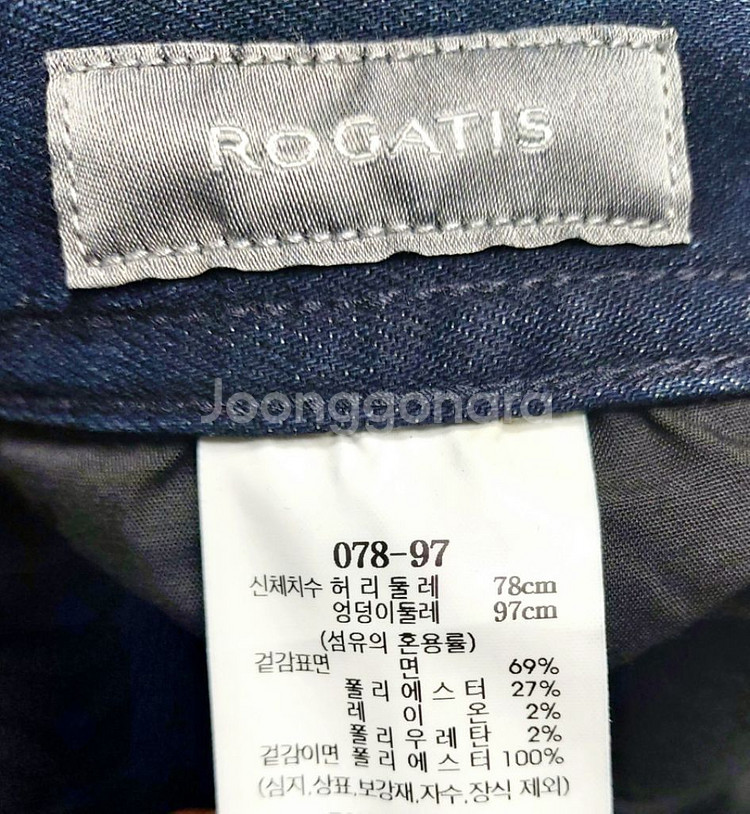 ROGATIS
Joonggonara
078-97
신체치수 허리둘레 78cm
엉덩이둘레 97cm
(섬유의 혼용률)
겉감표면 면 69%
폴리에스터 27%
레이온 2%
폴리우레탄 2%
겉감이면 폴리에스터 100%
(심지,상표,보강재,자수,장식 제외)